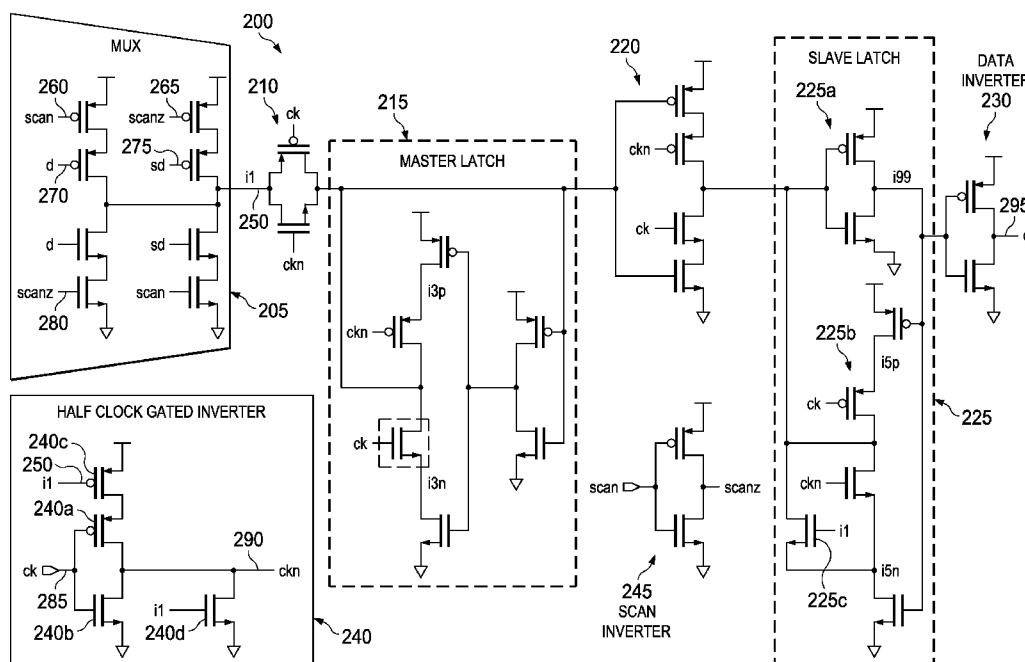 MUX
200
260
scan
265
scanz
210
ck
d
270
275
sd
i1
250
ckn
d
sd
scanz
280
scan
205
215
MASTER LATCH
i3p
ckn
ck
i3n
220
ckn
ck
SLAVE LATCH
225a
i99
DATA
INVERTER
230
295
225b
i5p
ck
225
ckn
i1
225c
i5n
scan
scanz
245
SCAN
INVERTER
HALF CLOCK GATED INVERTER
240c
250
i1
240a
ck
285
290
ckn
240b
i1
240d
240